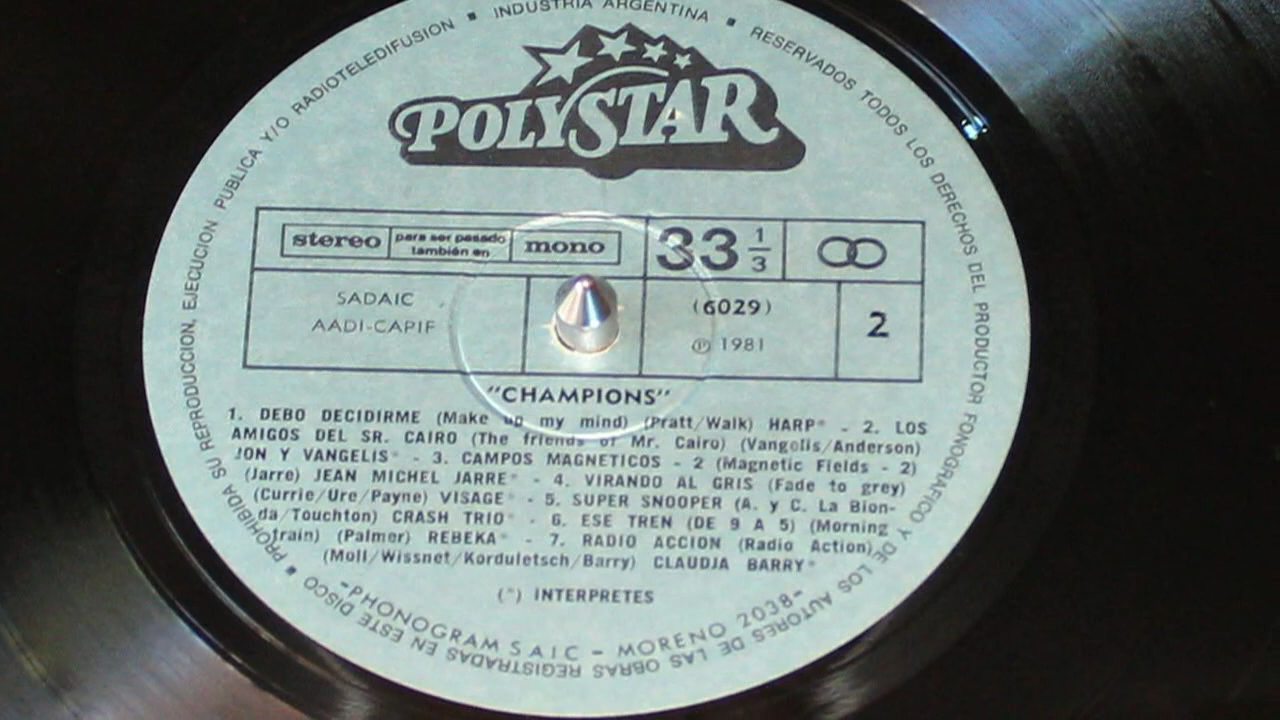 INDUSTRIA ARGENTINA ▪ RESERVADOS TODOS LOS DERECHOS DEL PRODUCTOR FONOGRAFICO Y DE LOS AUTORES DE LAS OBRAS REGISTRADAS EN ESTE DISCO ▪ PROHIBIDA SU REPRODUCCION, EJECUCION PUBLICA Y/O RADIOTELEDIFUSION ▪
POLYSTAR
stereo
para ser pasado
también en
mono
33 1/3
SADAIC
AADI-CAPIF
(6029)
Ⓟ 1981
2
"CHAMPIONS"
1. DEBO DECIDIRME (Make up my mind) (Pratt/Walk) HARP* - 2. LOS
AMIGOS DEL SR. CAIRO (The friends of Mr. Cairo) (Vangelis/Anderson)
JON Y VANGELIS* - 3. CAMPOS MAGNETICOS - 2 (Magnetic Fields - 2)
(Jarre) JEAN MICHEL JARRE* - 4. VIRANDO AL GRIS (Fade to grey)
(Currie/Ure/Payne) VISAGE* - 5. SUPER SNOOPER (A. y C. La Bion-
da/Touchton) CRASH TRIO* - 6. ESE TREN (DE 9 A 5) (Morning
train) (Palmer) REBEKA* - 7. RADIO ACCION (Radio Action)
(Moll/Wissnet/Korduletsch/Barry) CLAUDJA BARRY*
(*) INTERPRETES
-PHONOGRAM S A I C - MORENO 2038-